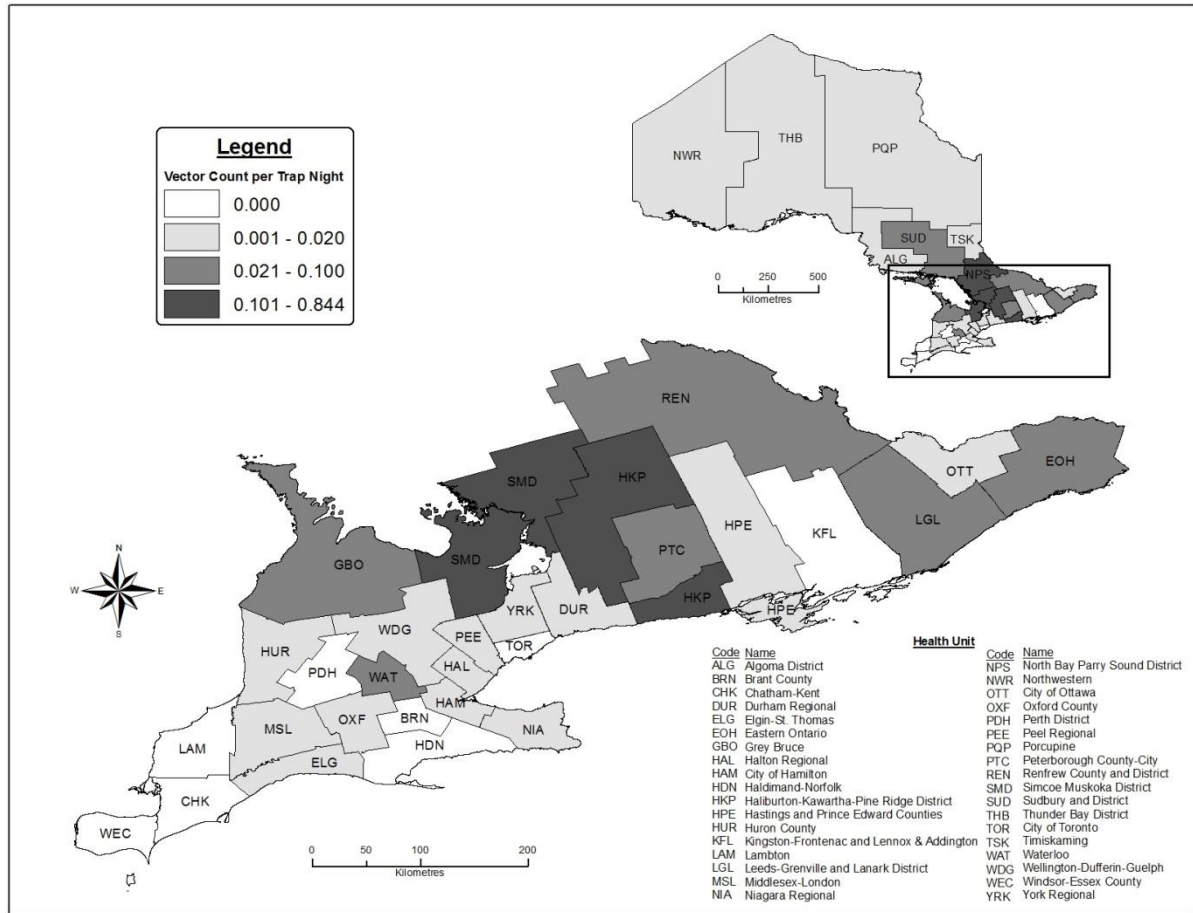 Legend
Vector Count per Trap Night
0.000
0.001 - 0.020
0.021 - 0.100
0.101 - 0.844
NWR
THB
PQP
SUD
TSK
ALG
NPS
0 250 500
Kilometres
REN
SMD
HKP
OTT
EOH
HPE
KFL
LGL
GBO
SMD
PTC
HKP
HPE
N
W E
S
YRK
DUR
WDG
PEE
TOR
HUR
PDH
WAT
HAL
HAM
MSL
OXF
BRN
NIA
LAM
HDN
ELG
CHK
WEC
0 50 100 200
Kilometres
Health Unit
Code Name
ALG Algoma District
BRN Brant County
CHK Chatham-Kent
DUR Durham Regional
ELG Elgin-St. Thomas
EOH Eastern Ontario
GBO Grey Bruce
HAL Halton Regional
HAM City of Hamilton
HDN Haldimand-Norfolk
HKP Haliburton-Kawartha-Pine Ridge District
HPE Hastings and Prince Edward Counties
HUR Huron County
KFL Kingston-Frontenac and Lennox & Addington
LAM Lambton
LGL Leeds-Grenville and Lanark District
MSL Middlesex-London
NIA Niagara Regional
Code Name
NPS North Bay Parry Sound District
NWR Northwestern
OTT City of Ottawa
OXF Oxford County
PDH Perth District
PEE Peel Regional
PQP Porcupine
PTC Peterborough County-City
REN Renfrew County and District
SMD Simcoe Muskoka District
SUD Sudbury and District
THB Thunder Bay District
TOR City of Toronto
TSK Timiskaming
WAT Waterloo
WDG Wellington-Dufferin-Guelph
WEC Windsor-Essex County
YRK York Regional